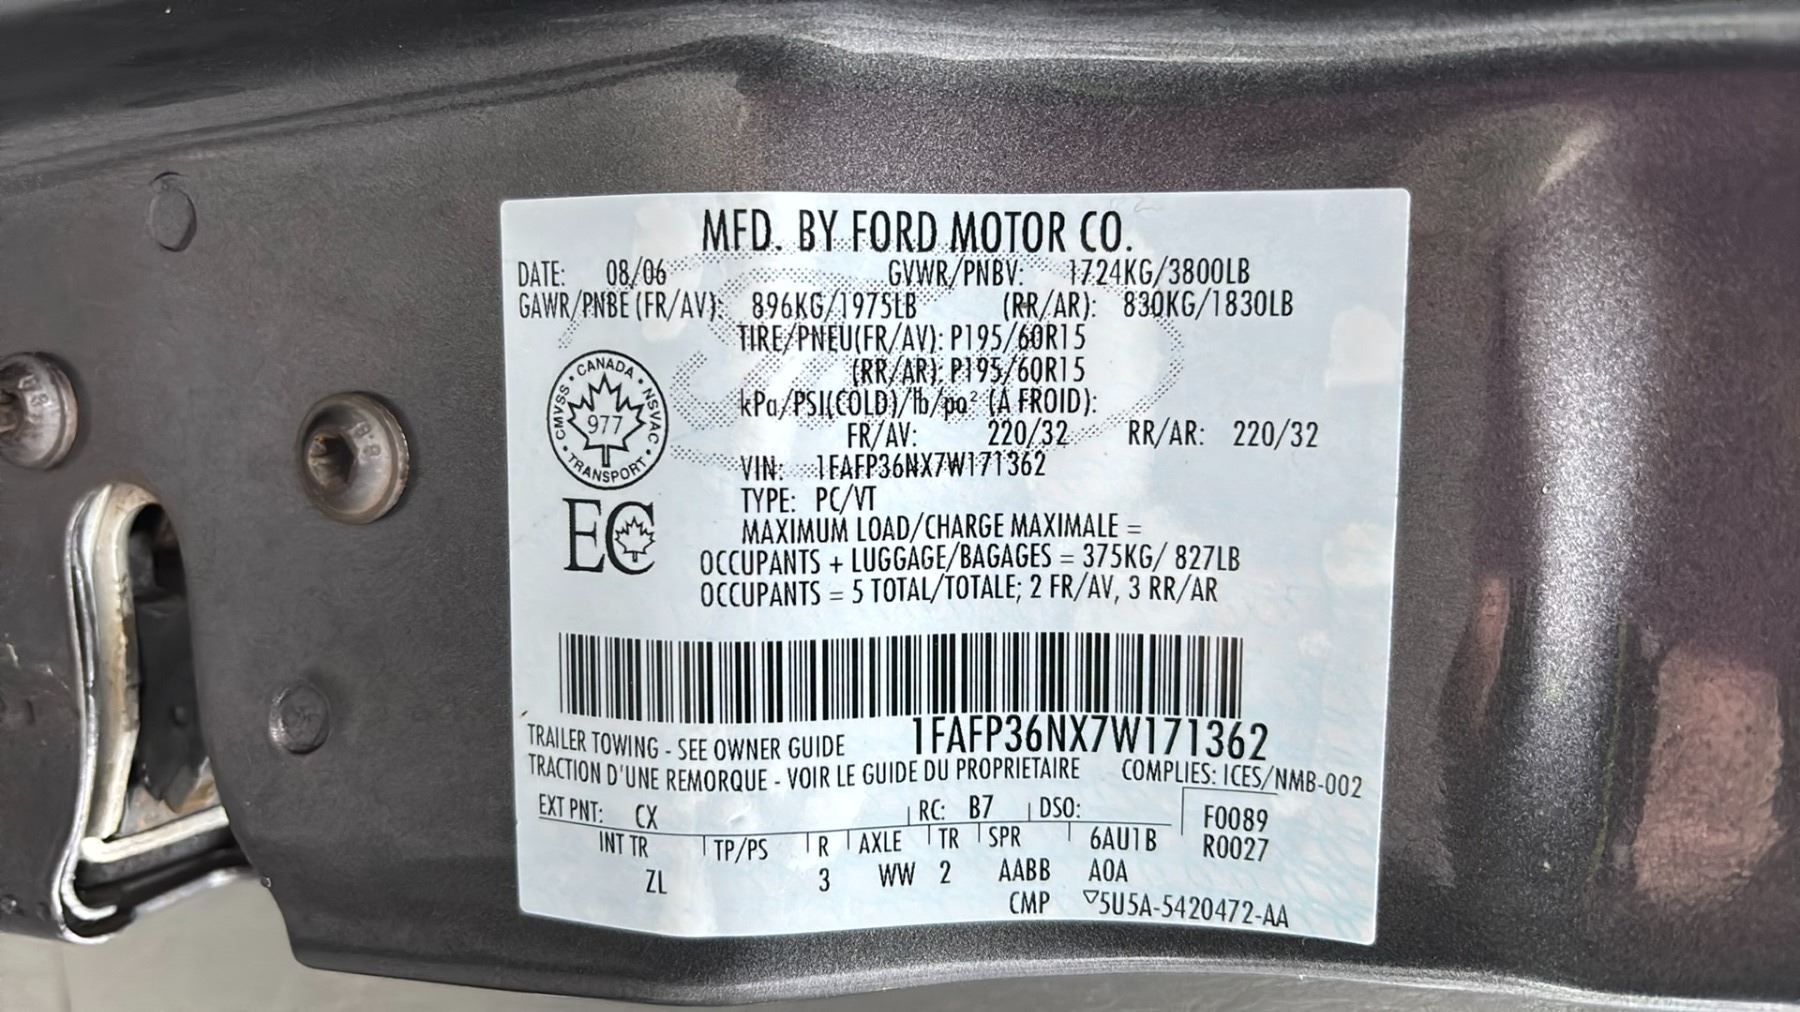 MFD. BY FORD MOTOR CO.
DATE: 08/06 GVWR/PNBV: 1724KG/3800LB
GAWR/PNBE (FR/AV): 896KG/1975LB (RR/AR): 830KG/1830LB
TIRE/PNEU(FR/AV): P195/60R15
(RR/AR): P195/60R15
kPa/PSI(COLD)/lb/po² (À FROID):
FR/AV: 220/32 RR/AR: 220/32
VIN: 1FAFP36NX7W171362
TYPE: PC/VT
MAXIMUM LOAD/CHARGE MAXIMALE =
OCCUPANTS + LUGGAGE/BAGAGES = 375KG/ 827LB
OCCUPANTS = 5 TOTAL/TOTALE; 2 FR/AV, 3 RR/AR
CANADA
CMVSS NSVAC
977
TRANSPORT
EC
1FAFP36NX7W171362
TRAILER TOWING - SEE OWNER GUIDE
TRACTION D'UNE REMORQUE - VOIR LE GUIDE DU PROPRIETAIRE COMPLIES: ICES/NMB-002
EXT PNT: CX RC: B7 DSO: F0089
INT TR TP/PS R AXLE TR SPR 6AU1B R0027
ZL 3 WW 2 AABB A0A
CMP ▽5U5A-5420472-AA
8.8